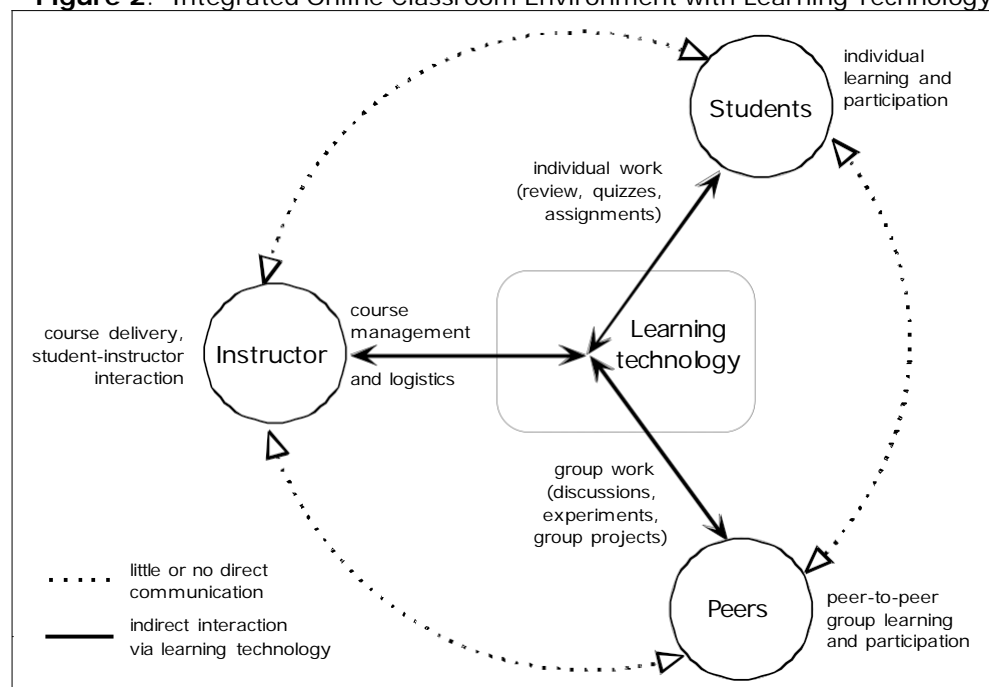 Figure 2. Integrated Online Classroom Environment with Learning Technology
individual
learning and
participation
Students
individual work
(review, quizzes,
assignments)
course delivery,
student-instructor
interaction
Instructor
course
management
and logistics
Learning
technology
group work
(discussions,
experiments,
group projects)
Peers
peer-to-peer
group learning
and participation
little or no direct
communication
indirect interaction
via learning technology